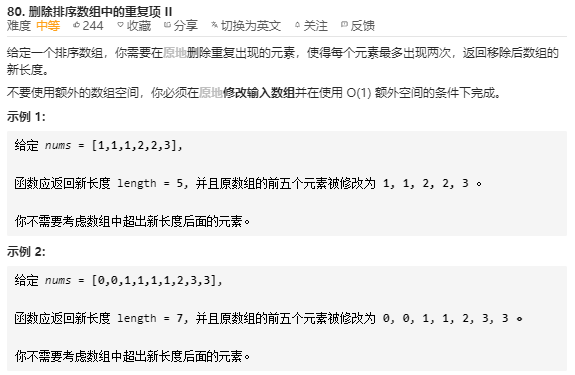 80. 删除排序数组中的重复项 II
难度 中等 244 收藏 分享 切换为英文 关注 反馈
给定一个排序数组，你需要在原地删除重复出现的元素，使得每个元素最多出现两次，返回移除后数组的
新长度。
不要使用额外的数组空间，你必须在原地修改输入数组并在使用 O(1) 额外空间的条件下完成。
示例 1:
给定 nums = [1,1,1,2,2,3],
函数应返回新长度 length = 5, 并且原数组的前五个元素被修改为 1, 1, 2, 2, 3 。
你不需要考虑数组中超出新长度后面的元素。
示例 2:
给定 nums = [0,0,1,1,1,1,2,3,3],
函数应返回新长度 length = 7, 并且原数组的前五个元素被修改为 0, 0, 1, 1, 2, 3, 3 。
你不需要考虑数组中超出新长度后面的元素。